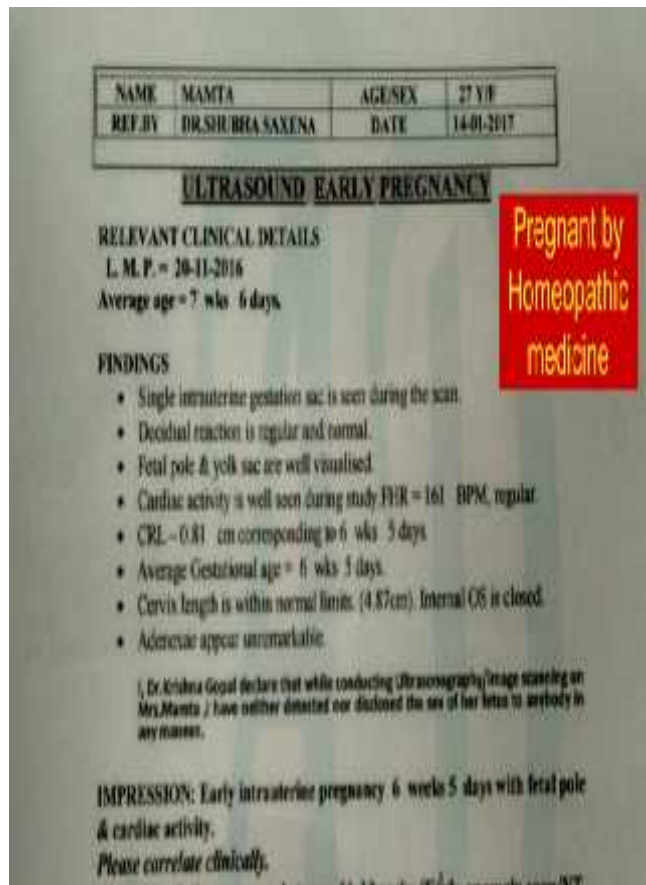 NAME MAMTA AGE/SEX 27 Y/F
REF.BY DR.SHUBHA SAXENA DATE 14-01-2017
ULTRASOUND EARLY PREGNANCY
RELEVANT CLINICAL DETAILS
L. M. P. = 20-11-2016
Average age = 7 wks 6 days.
Pregnant by
Homeopathic
medicine
FINDINGS
• Single intrauterine gestation sac is seen during the scan.
• Decidual reaction is regular and normal.
• Fetal pole & yolk sac are well visualised.
• Cardiac activity is well seen during study FHR = 161 BPM, regular.
• CRL – 0.81 cm corresponding to 6 wks 5 days
• Average Gestational age = 6 wks 5 days.
• Cervix length is within normal limits. (4.87cm). Internal OS is closed.
• Adenexae appear unremarkable.
I, Dr. Krishna Gopal declare that while conducting Ultrasonography/image scanning on
Mrs.Mamta / have neither detected nor disclosed the sex of her fetus to anybody in
any manner.
IMPRESSION: Early intrauterine pregnancy 6 weeks 5 days with fetal pole
& cardiac activity.
Please correlate clinically.